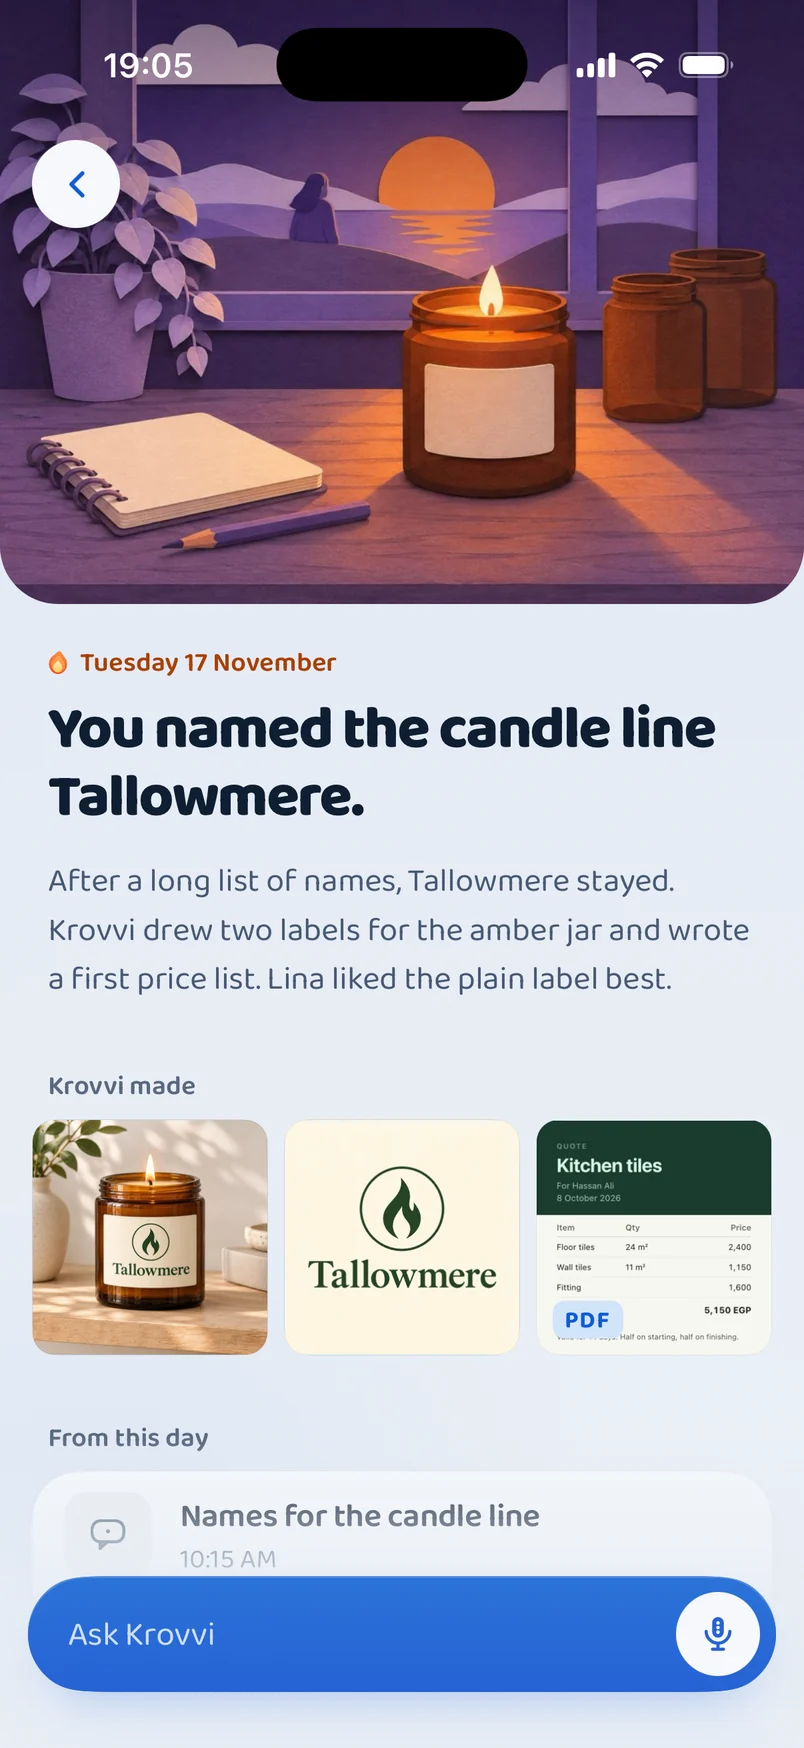 19:05
Tuesday 17 November
You named the candle line
Tallowmere.
After a long list of names, Tallowmere stayed.
Krovvi drew two labels for the amber jar and wrote
a first price list. Lina liked the plain label best.
Krovvi made
Tallowmere
Tallowmere
QUOTE
Kitchen tiles
For Hassan Ali
8 October 2026
Item Qty Price
Floor tiles 24 m² 2,400
Wall tiles 11 m² 1,150
Fitting 1,600
5,150 EGP
PDF
Half on starting, half on finishing.
From this day
Names for the candle line
10:15 AM
Ask Krovvi